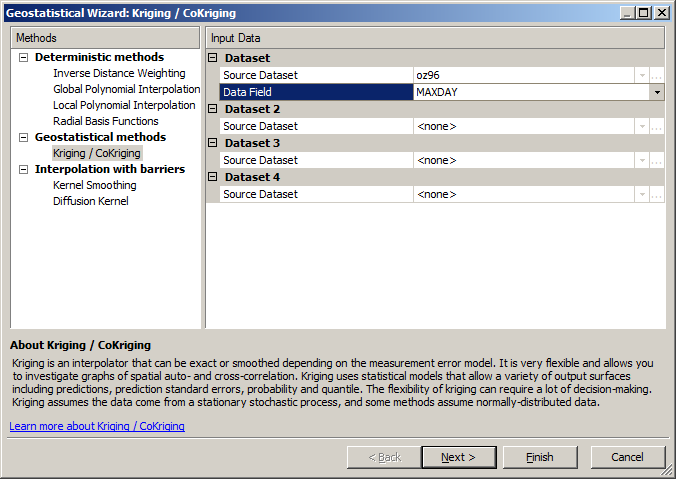 Geostatistical Wizard: Kriging / CoKriging
Methods
Deterministic methods
Inverse Distance Weighting
Global Polynomial Interpolation
Local Polynomial Interpolation
Radial Basis Functions
Geostatistical methods
Kriging / CoKriging
Interpolation with barriers
Kernel Smoothing
Diffusion Kernel
Input Data
Dataset
Source Dataset oz96
Data Field MAXDAY
Dataset 2
Source Dataset <none>
Dataset 3
Source Dataset <none>
Dataset 4
Source Dataset <none>
About Kriging / CoKriging
Kriging is an interpolator that can be exact or smoothed depending on the measurement error model. It is very flexible and allows you
to investigate graphs of spatial auto- and cross-correlation. Kriging uses statistical models that allow a variety of output surfaces
including predictions, prediction standard errors, probability and quantile. The flexibility of kriging can require a lot of decision-making.
Kriging assumes the data come from a stationary stochastic process, and some methods assume normally-distributed data.
Learn more about Kriging / CoKriging
< Back Next > Finish Cancel